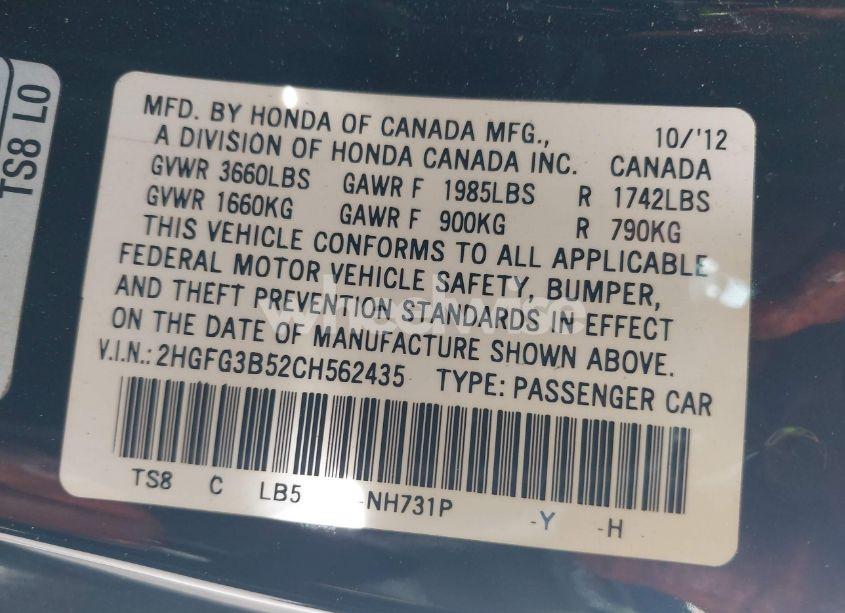 TS8 L0
MFD. BY HONDA OF CANADA MFG., 10/'12
A DIVISION OF HONDA CANADA INC. CANADA
GVWR 3660LBS GAWR F 1985LBS R 1742LBS
GVWR 1660KG GAWR F 900KG R 790KG
THIS VEHICLE CONFORMS TO ALL APPLICABLE
FEDERAL MOTOR VEHICLE SAFETY, BUMPER,
AND THEFT PREVENTION STANDARDS IN EFFECT
ON THE DATE OF MANUFACTURE SHOWN ABOVE.
V.I.N.: 2HGFG3B52CH562435 TYPE: PASSENGER CAR
TS8 C LB5 -NH731P -Y -H
wheelwise